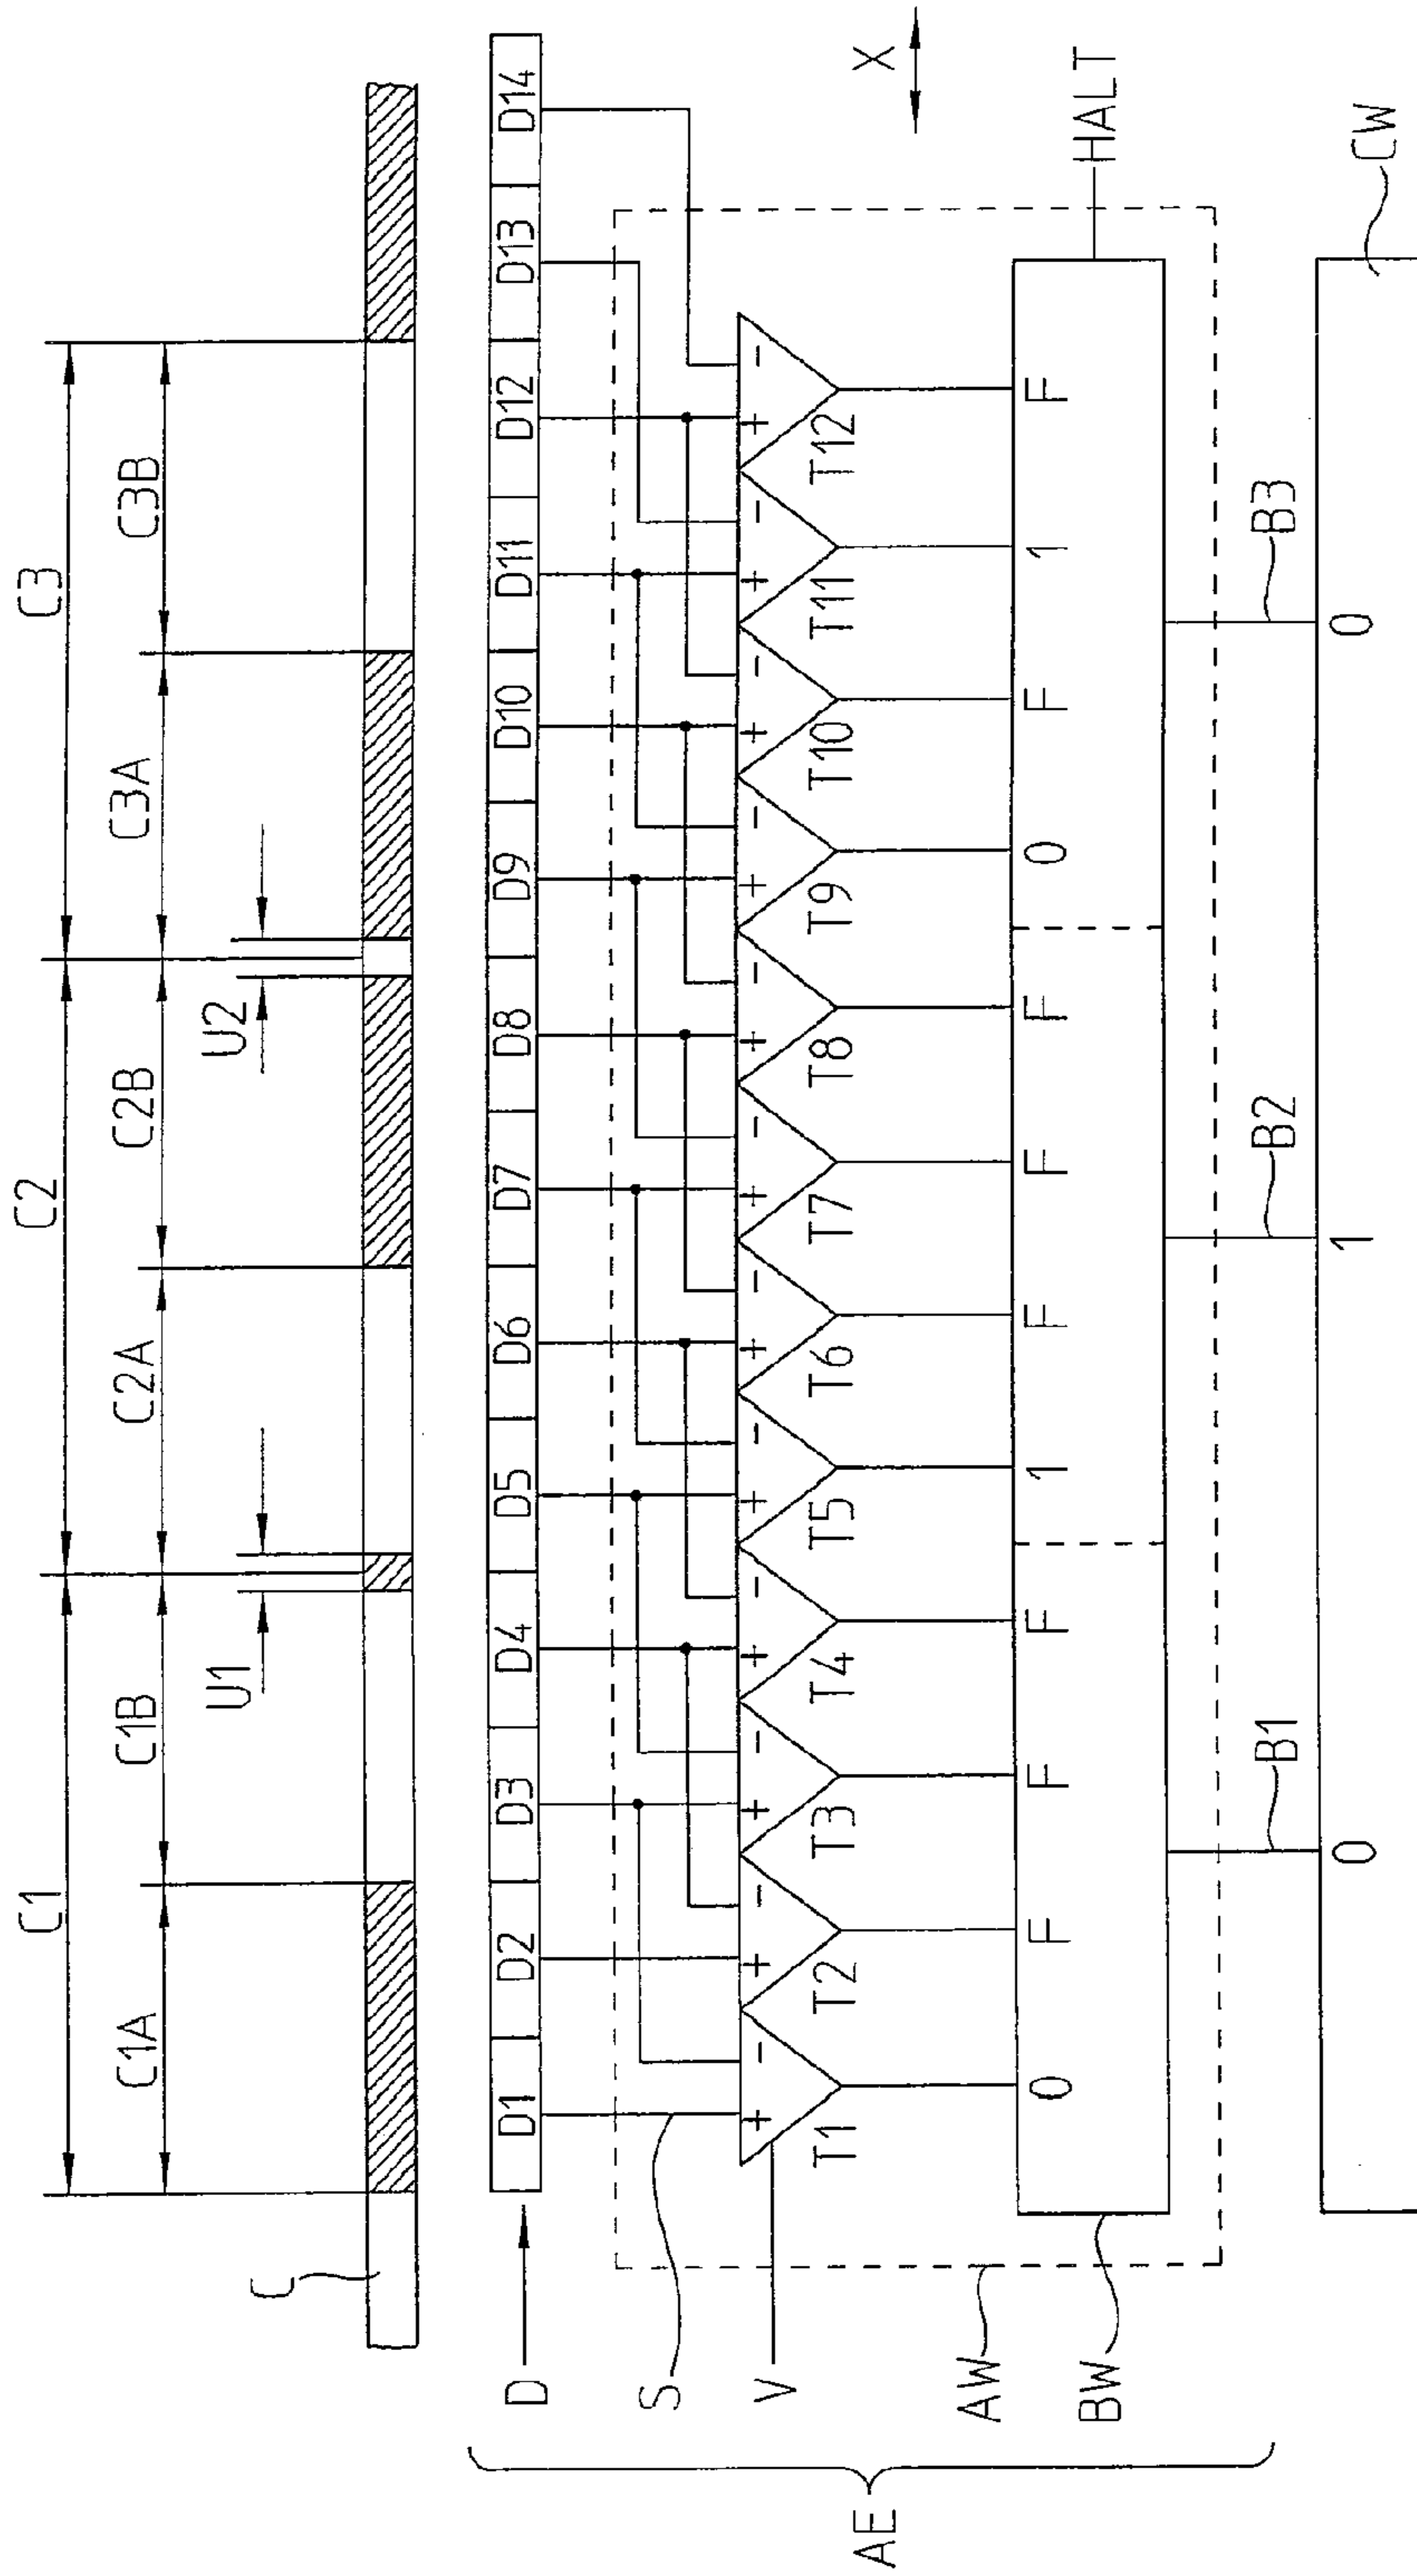 C1 C2 C3
C1A C1B C2A C2B C3A C3B
U1 U2
C
D D1 D2 D3 D4 D5 D6 D7 D8 D9 D10 D11 D12 D13 D14
S
V + − + − + − + − + − + − + − + − + − + − + − + −
T1 T2 T3 T4 T5 T6 T7 T8 T9 T10 T11 T12
X
AW
0 F F F 1 F F F 0 F 1 F
BW HALT
AE
B1 B2 B3
0 1 0
CW